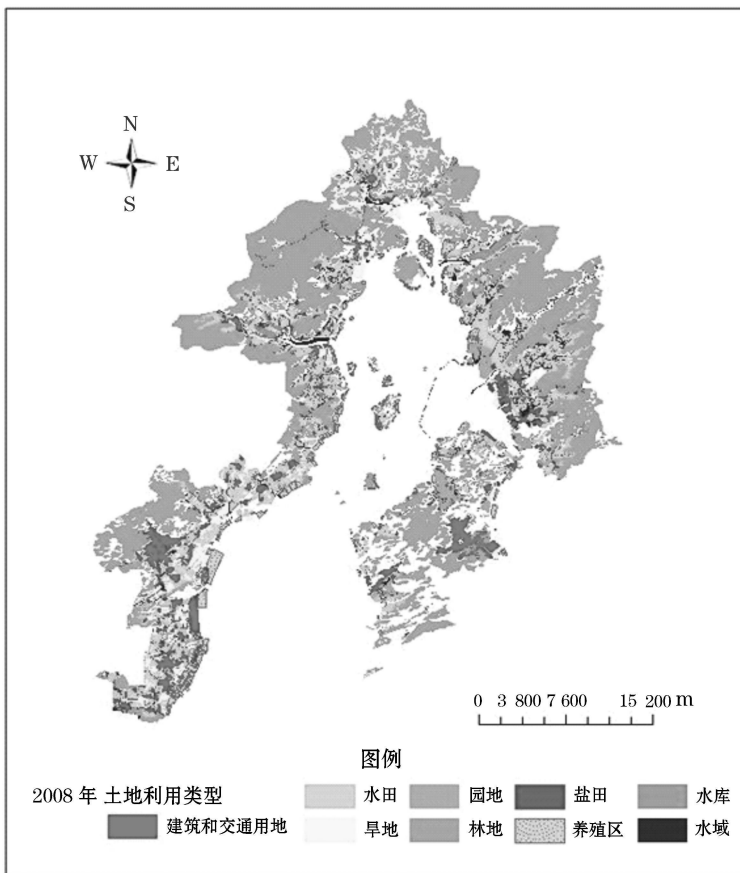 N
W E
S
0 3 800 7 600 15 200 m
图例
2008 年 土地利用类型
水田 园地 盐田 水库
建筑和交通用地 旱地 林地 养殖区 水域